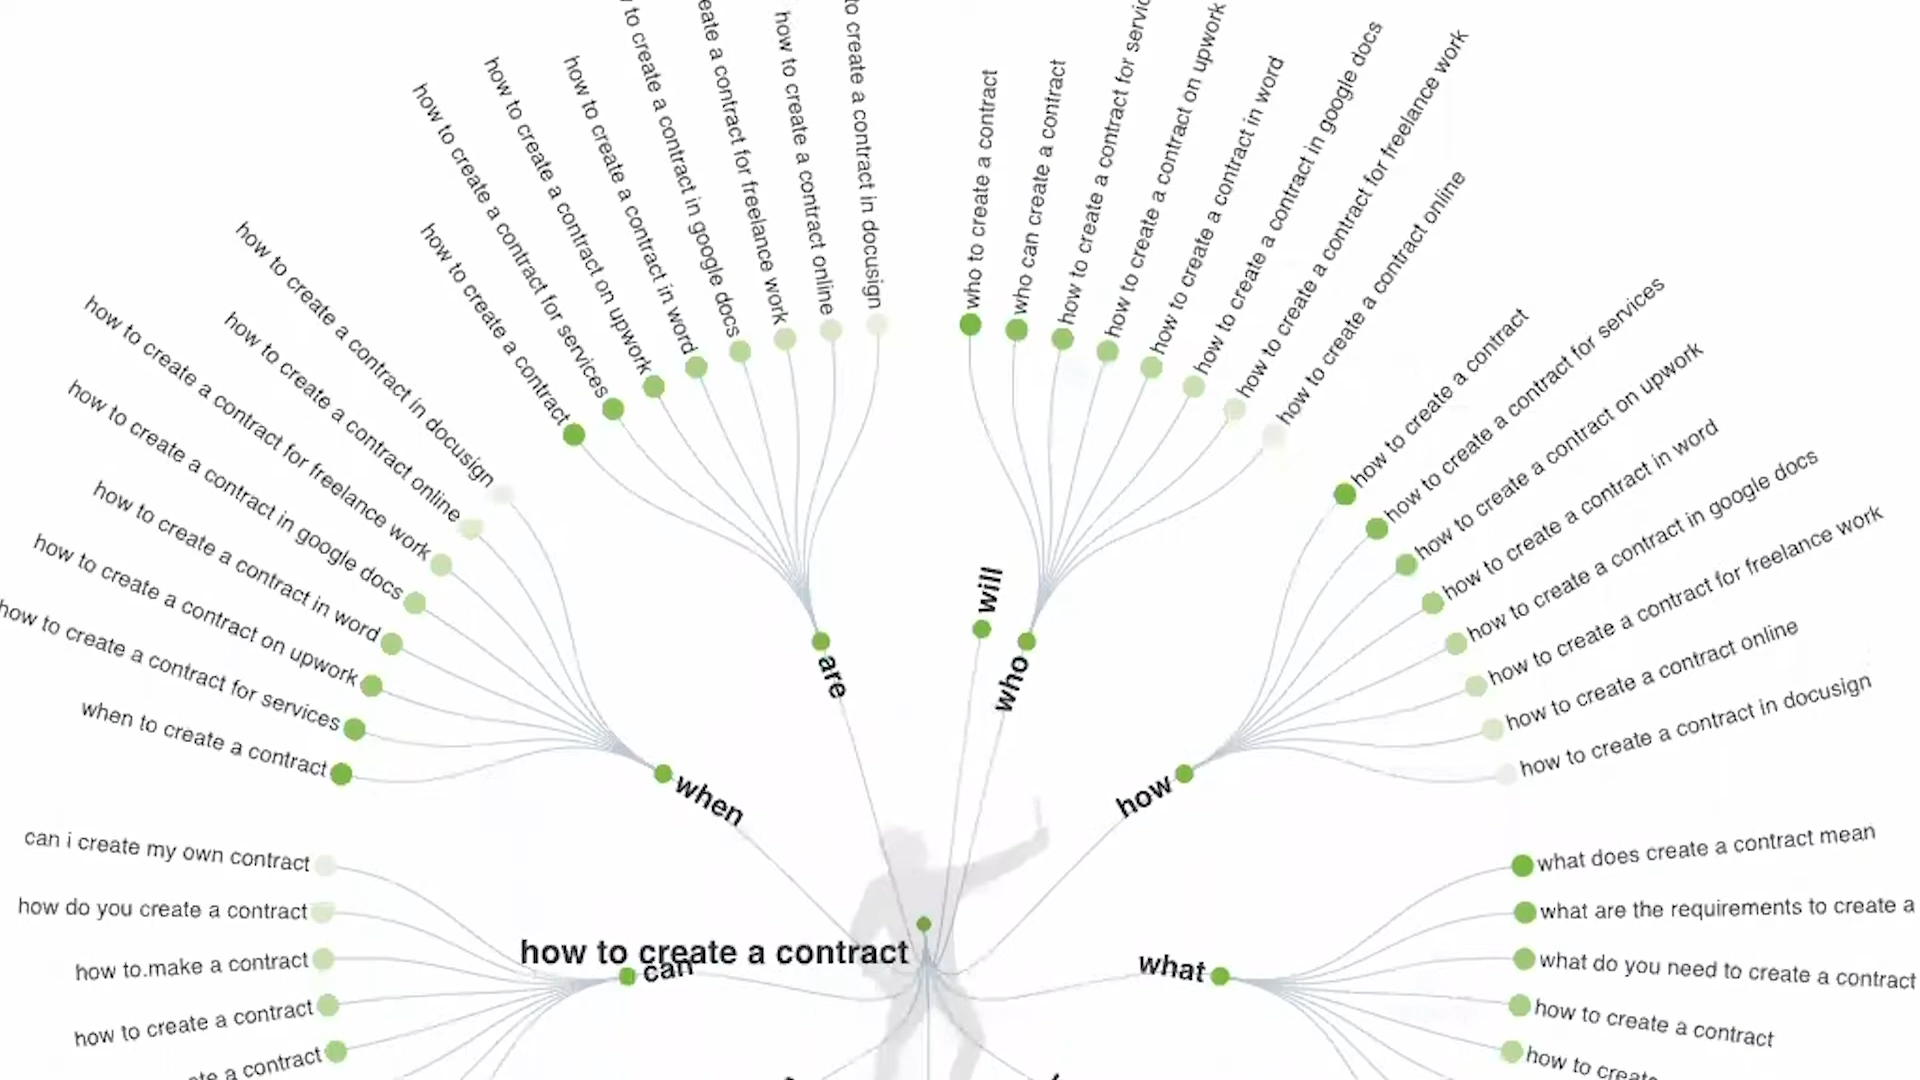 how to create a contract
can
can i create my own contract
how do you create a contract
how to make a contract
how to create a contract
a contract
when
when to create a contract
how to create a contract for services
how to create a contract on upwork
how to create a contract in word
how to create a contract in google docs
how to create a contract for freelance work
how to create a contract online
how to create a contract in docusign
are
how to create a contract
how to create a contract for services
how to create a contract on upwork
how to create a contract in word
to create a contract in google docs
a contract for freelance work
how to create a contract online
to create a contract in docusign
will
who
who to create a contract
who can create a contract
how to create a contract for
how to create a contract on upwork
how to create a contract in word
how to create a contract in google docs
how to create a contract for freelance work
how to create a contract online
how
how to create a contract
how to create a contract for services
how to create a contract on upwork
how to create a contract in word
how to create a contract in google docs
how to create a contract for freelance work
how to create a contract online
how to create a contract in docusign
what
what does create a contract mean
what are the requirements to create a
what do you need to create a contract
how to create a contract
how to